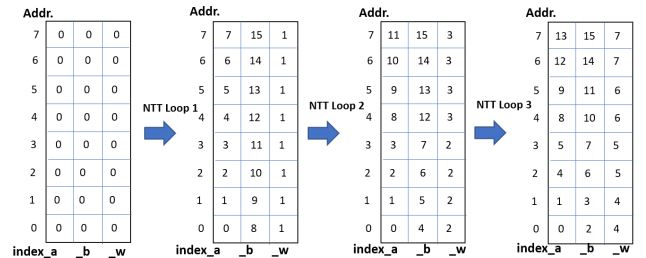 Addr. Addr. Addr. Addr.
7 0 0 0 7 7 15 1 7 11 15 3 7 13 15 7
6 0 0 0 6 6 14 1 6 10 14 3 6 12 14 7
5 0 0 0 5 5 13 1 5 9 13 3 5 9 11 6
NTT Loop 1 NTT Loop 2 NTT Loop 3
4 0 0 0 4 4 12 1 4 8 12 3 4 8 10 6
3 0 0 0 3 3 11 1 3 3 7 2 3 5 7 5
2 0 0 0 2 2 10 1 2 2 6 2 2 4 6 5
1 0 0 0 1 1 9 1 1 1 5 2 1 1 3 4
0 0 0 0 0 0 8 1 0 0 4 2 0 0 2 4
index_a _b _w index_a _b _w index_a _b _w index_a _b _w